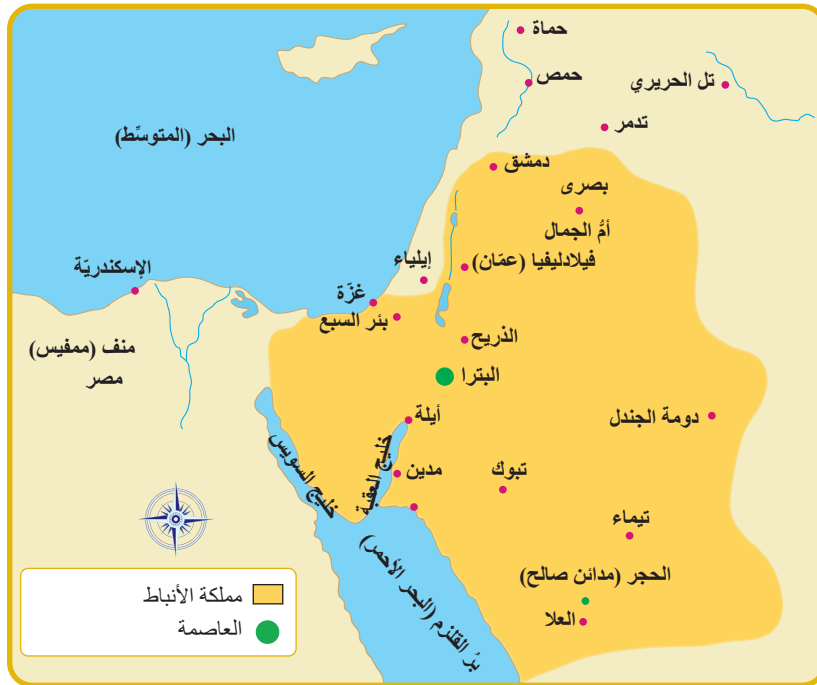 حماة
حمص
تل الحريري
تدمر
البحر (المتوسِّط)
دمشق
بصرى
أمُّ الجمال
فيلادليفيا (عمّان)
إيلياء
الإسكندريّة
غزّة
بئر السبع
الذريح
منف (ممفيس)
مصر
البترا
أيلة
دومة الجندل
خليج السويس
خليج العقبة
مدين
تبوك
تيماء
الحجر (مدائن صالح)
العلا
برُ القلزم (البحر الأحمر)
مملكة الأنباط
العاصمة